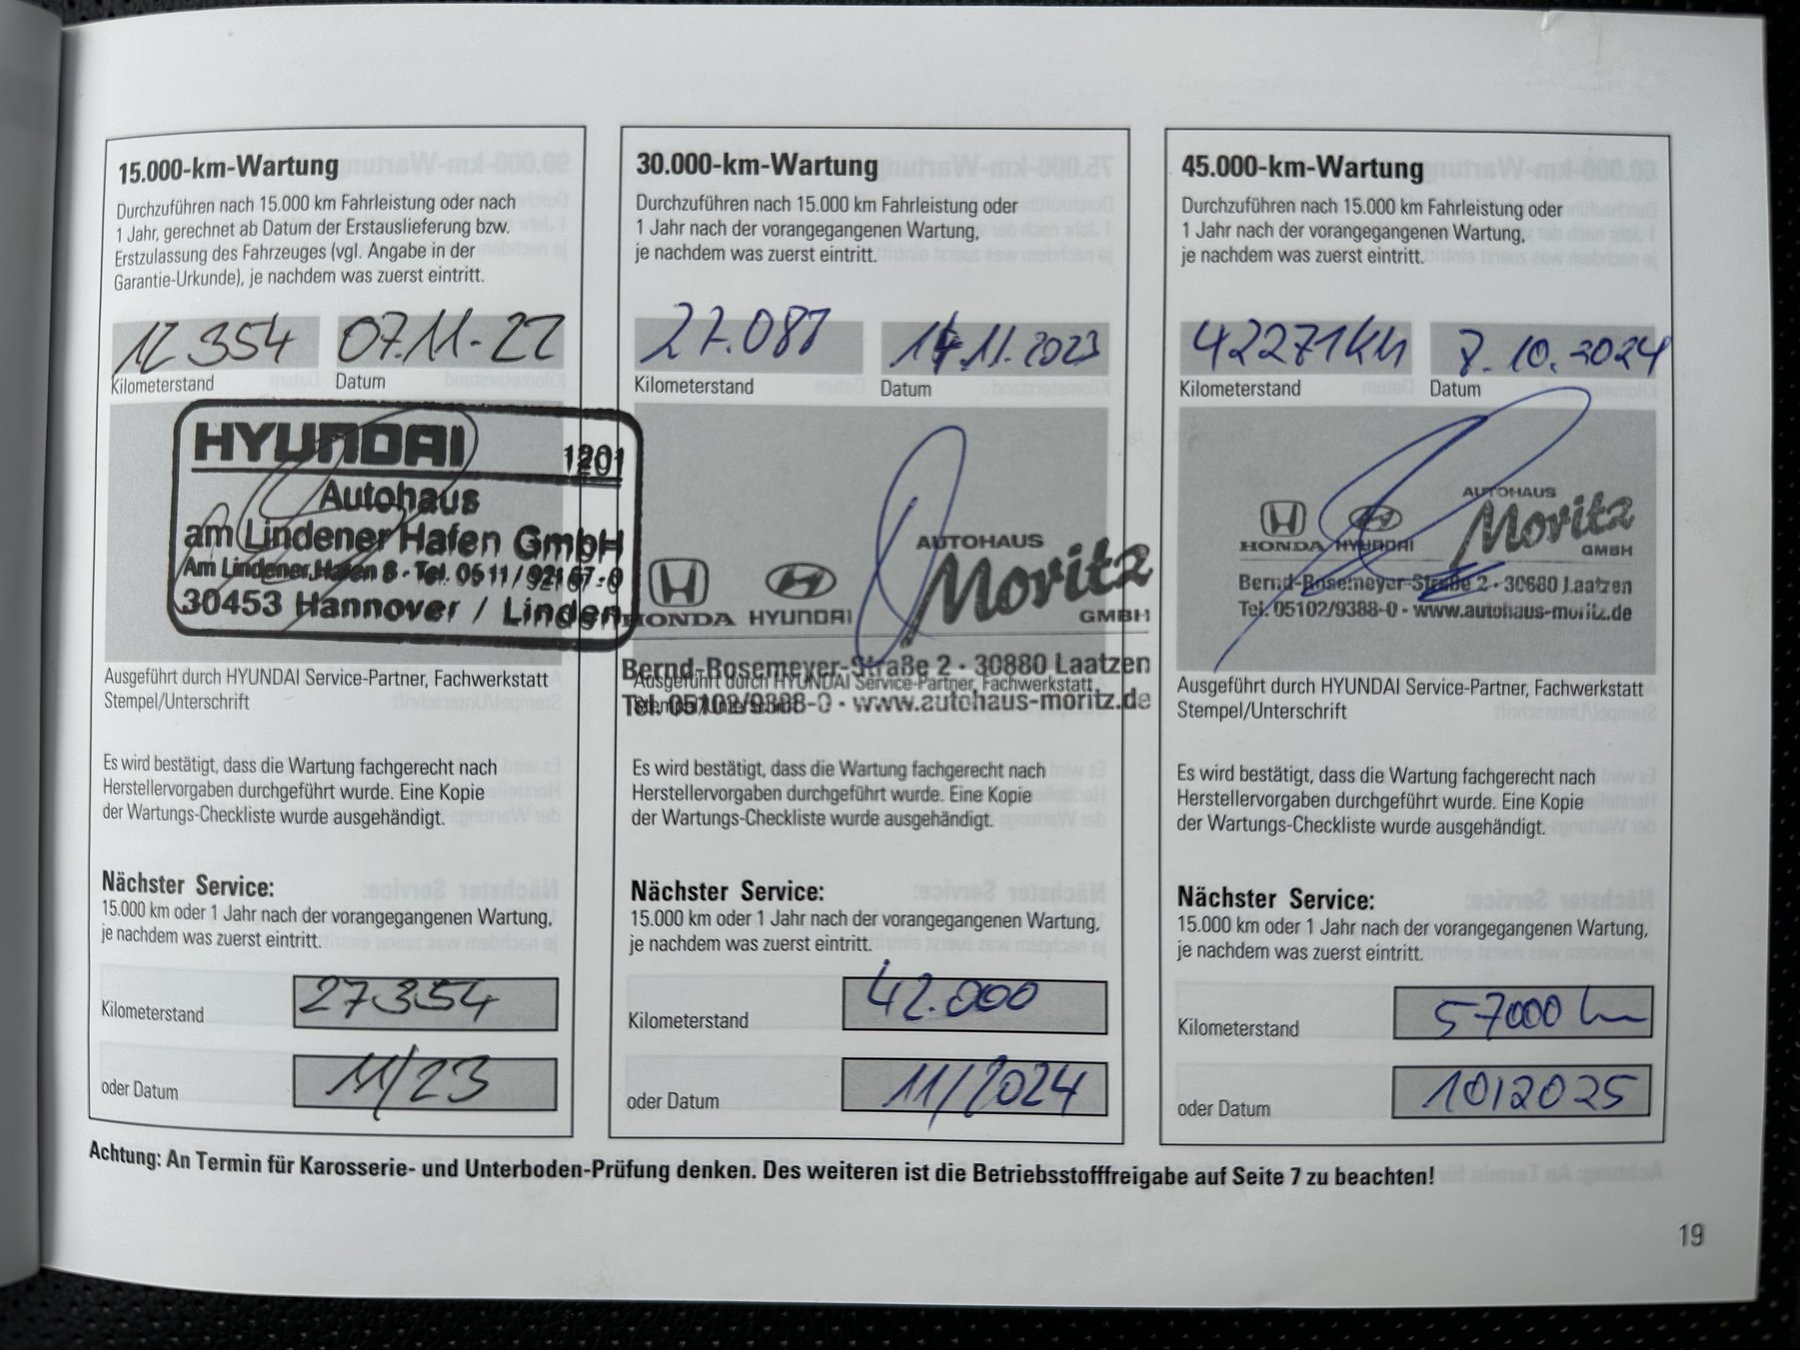 15.000-km-Wartung
Durchzuführen nach 15.000 km Fahrleistung oder nach
1 Jahr, gerechnet ab Datum der Erstauslieferung bzw.
Erstzulassung des Fahrzeuges (vgl. Angabe in der
Garantie-Urkunde), je nachdem was zuerst eintritt.
12 354 07.11.22
Kilometerstand Datum
HYUNDAI 1201
Autohaus
am Lindener Hafen GmbH
Am Lindener Hafen 8 · Tel. 0511/92167-0
30453 Hannover / Linden
Ausgeführt durch HYUNDAI Service-Partner, Fachwerkstatt
Stempel/Unterschrift
Es wird bestätigt, dass die Wartung fachgerecht nach
Herstellervorgaben durchgeführt wurde. Eine Kopie
der Wartungs-Checkliste wurde ausgehändigt.
Nächster Service:
15.000 km oder 1 Jahr nach der vorangegangenen Wartung,
je nachdem was zuerst eintritt.
Kilometerstand 27354
oder Datum 11/23
30.000-km-Wartung
Durchzuführen nach 15.000 km Fahrleistung oder
1 Jahr nach der vorangegangenen Wartung,
je nachdem was zuerst eintritt.
27.087 11.2023
Kilometerstand Datum
AUTOHAUS
Moritz
HONDA HYUNDAI GMBH
Bernd-Rosemeyer-Straße 2 · 30880 Laatzen
Ausgeführt durch HYUNDAI Service-Partner, Fachwerkstatt
Tel. 05102/9388-0 · www.autohaus-moritz.de
Stempel/Unterschrift
Es wird bestätigt, dass die Wartung fachgerecht nach
Herstellervorgaben durchgeführt wurde. Eine Kopie
der Wartungs-Checkliste wurde ausgehändigt.
Nächster Service:
15.000 km oder 1 Jahr nach der vorangegangenen Wartung,
je nachdem was zuerst eintritt.
Kilometerstand 42.000
oder Datum 11/2024
45.000-km-Wartung
Durchzuführen nach 15.000 km Fahrleistung oder
1 Jahr nach der vorangegangenen Wartung,
je nachdem was zuerst eintritt.
42271km 7.10.2024
Kilometerstand Datum
AUTOHAUS
Moritz
HONDA HYUNDAI GMBH
Bernd-Rosemeyer-Straße 2 · 30880 Laatzen
Tel. 05102/9388-0 · www.autohaus-moritz.de
Ausgeführt durch HYUNDAI Service-Partner, Fachwerkstatt
Stempel/Unterschrift
Es wird bestätigt, dass die Wartung fachgerecht nach
Herstellervorgaben durchgeführt wurde. Eine Kopie
der Wartungs-Checkliste wurde ausgehändigt.
Nächster Service:
15.000 km oder 1 Jahr nach der vorangegangenen Wartung,
je nachdem was zuerst eintritt.
Kilometerstand 57000 km
oder Datum 10/2025
Achtung: An Termin für Karosserie- und Unterboden-Prüfung denken. Des weiteren ist die Betriebsstofffreigabe auf Seite 7 zu beachten!
19